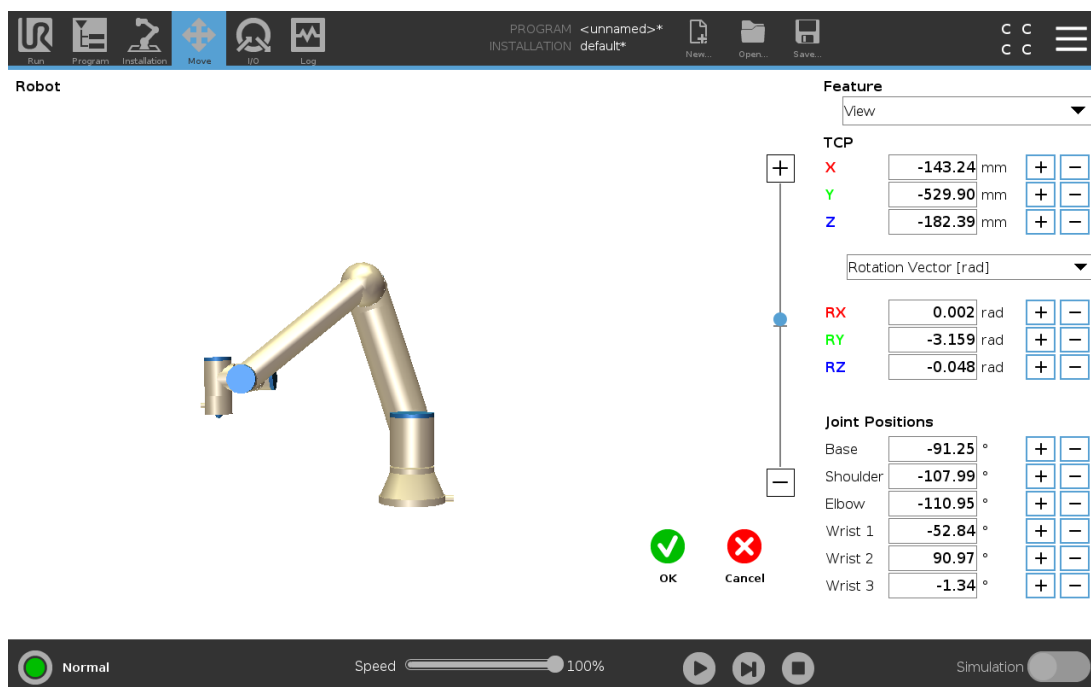 UR
PROGRAM <unnamed>*
INSTALLATION default*
C C
C C
Run Program Installation Move I/O Log New... Open... Save...
Robot
Feature
View
TCP
X -143.24 mm + −
Y -529.90 mm + −
Z -182.39 mm + −
Rotation Vector [rad]
RX 0.002 rad + −
RY -3.159 rad + −
RZ -0.048 rad + −
Joint Positions
Base -91.25 ° + −
Shoulder -107.99 ° + −
Elbow -110.95 ° + −
Wrist 1 -52.84 ° + −
Wrist 2 90.97 ° + −
Wrist 3 -1.34 ° + −
OK Cancel
Normal Speed 100% Simulation